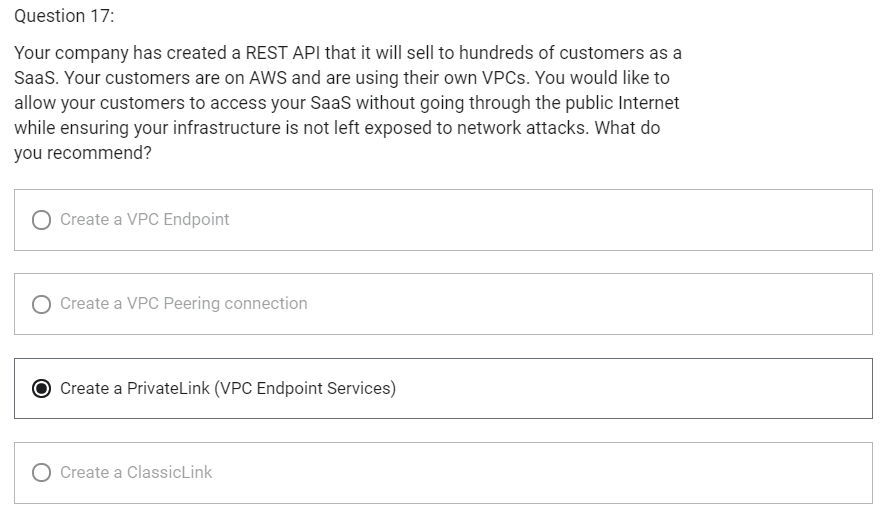 Question 17:
Your company has created a REST API that it will sell to hundreds of customers as a
SaaS. Your customers are on AWS and are using their own VPCs. You would like to
allow your customers to access your SaaS without going through the public Internet
while ensuring your infrastructure is not left exposed to network attacks. What do
you recommend?
Create a VPC Endpoint
Create a VPC Peering connection
Create a PrivateLink (VPC Endpoint Services)
Create a ClassicLink